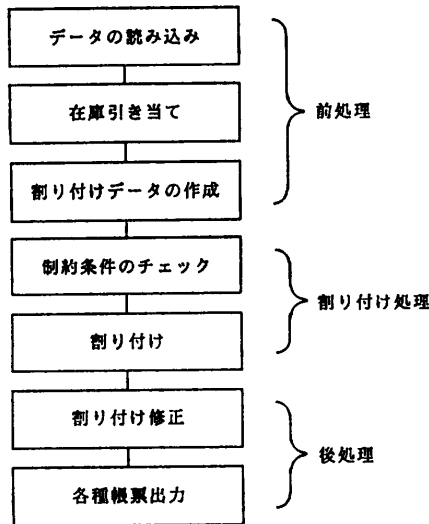 データの読み込み
在庫引き当て
割り付けデータの作成
前処理
制約条件のチェック
割り付け
割り付け処理
割り付け修正
各種帳票出力
後処理